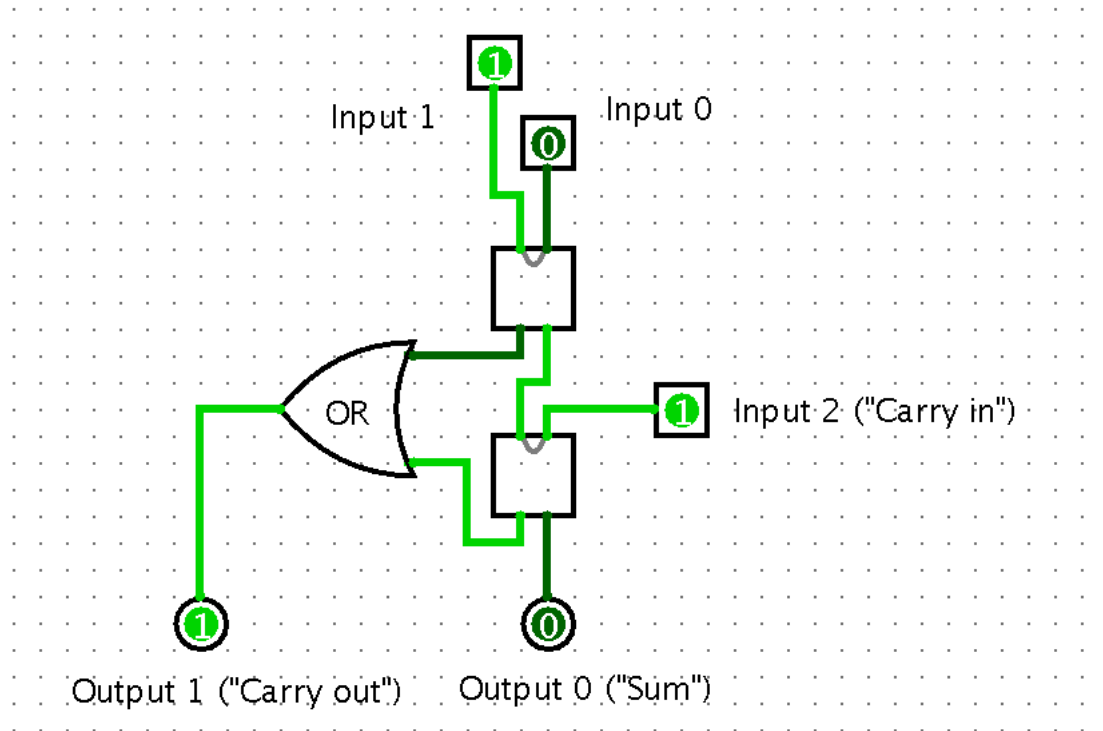 1
Input 1
Input 0
0
OR
1
Input 2 ("Carry in")
1
0
Output 1 ("Carry out")
Output 0 ("Sum")